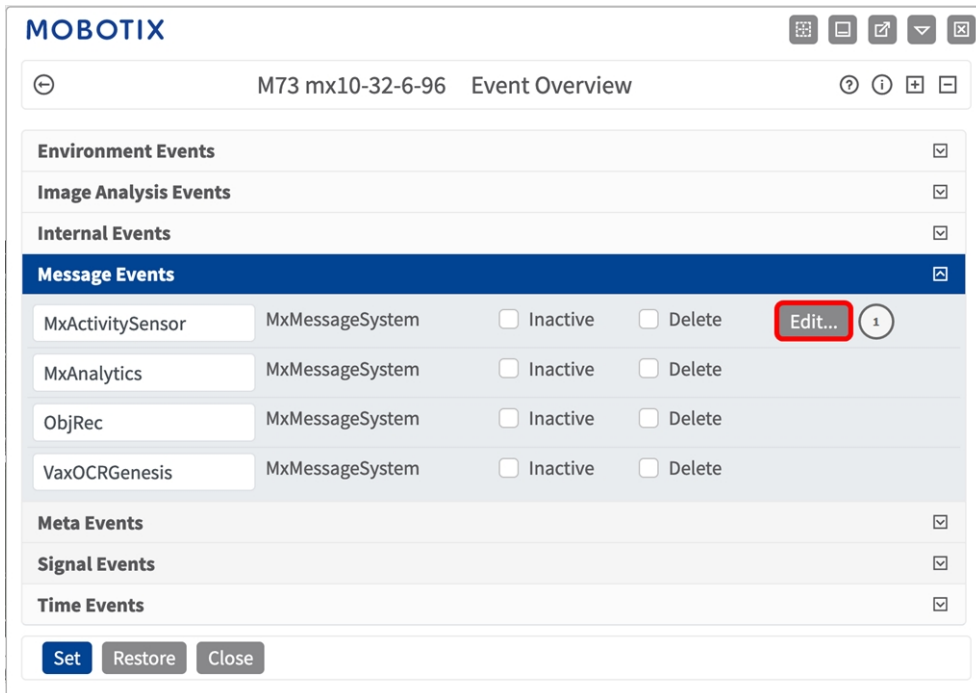 MOBOTIX
M73 mx10-32-6-96 Event Overview
Environment Events
Image Analysis Events
Internal Events
Message Events
MxActivitySensor MxMessageSystem Inactive Delete Edit... 1
MxAnalytics MxMessageSystem Inactive Delete
ObjRec MxMessageSystem Inactive Delete
VaxOCRGenesis MxMessageSystem Inactive Delete
Meta Events
Signal Events
Time Events
Set Restore Close